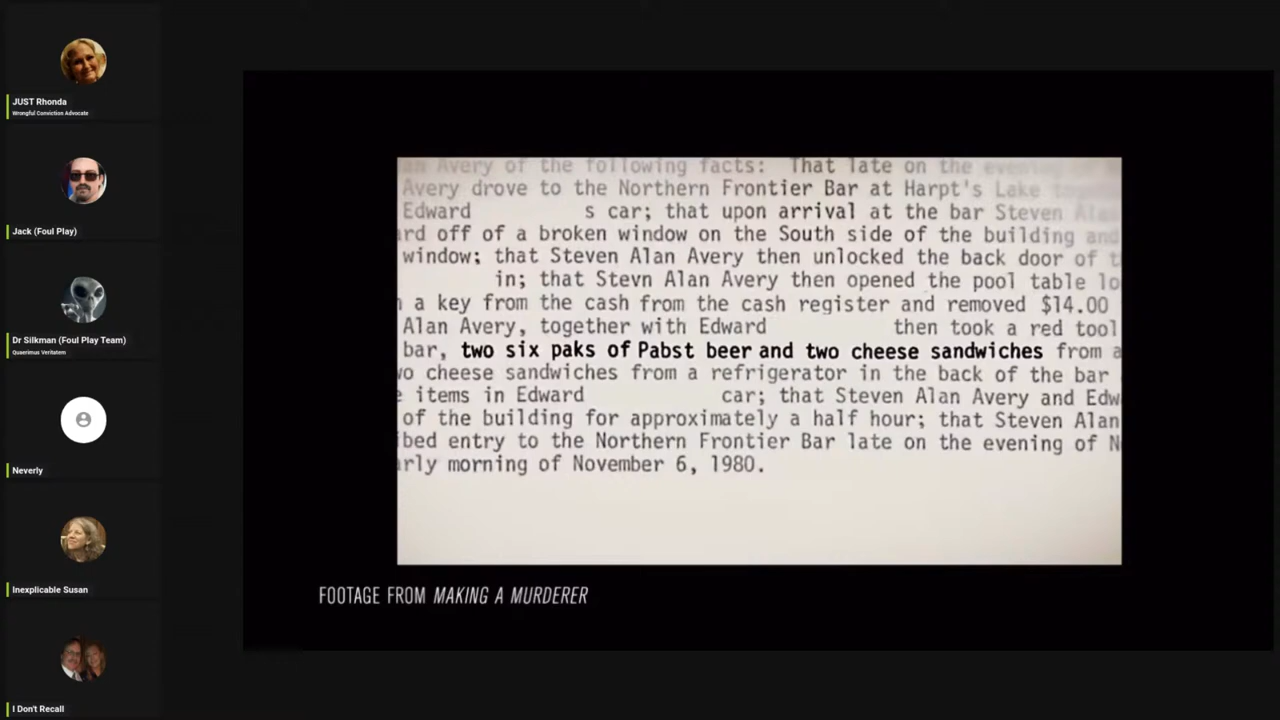 JUST Rhonda
Wrongful Conviction Advocate
Jack (Foul Play)
Dr Silkman (Foul Play Team)
Quaerimus Veritatem
Neverly
Inexplicable Susan
I Don't Recall
an Avery of the following facts: That late on the evening of
Avery drove to the Northern Frontier Bar at Harpt's Lake together
Edward s car; that upon arrival at the bar Steven Alan
rd off of a broken window on the South side of the building and
window; that Steven Alan Avery then unlocked the back door of t
in; that Stevn Alan Avery then opened the pool table lo
a key from the cash from the cash register and removed $14.00
Alan Avery, together with Edward then took a red tool
bar, two six paks of Pabst beer and two cheese sandwiches from a
wo cheese sandwiches from a refrigerator in the back of the bar
e items in Edward car; that Steven Alan Avery and Edw
of the building for approximately a half hour; that Steven Alan
ibed entry to the Northern Frontier Bar late on the evening of N
rly morning of November 6, 1980.
FOOTAGE FROM MAKING A MURDERER